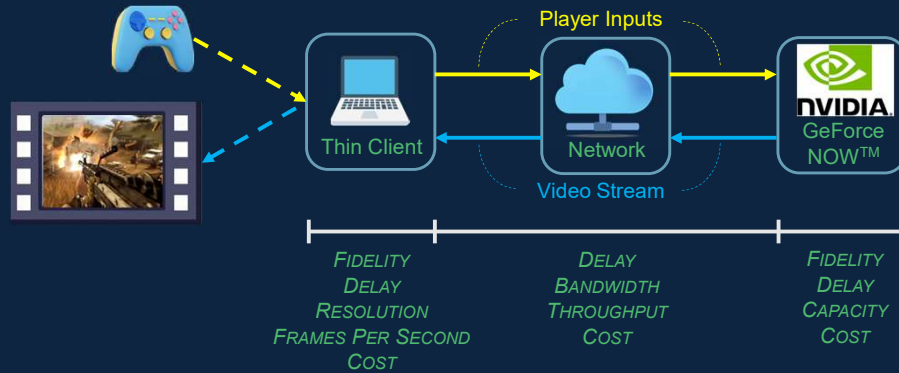 Player Inputs
Thin Client
Network
nVIDIA.
GeForce
NOW™
Video Stream
FIDELITY
DELAY
RESOLUTION
FRAMES PER SECOND
COST
DELAY
BANDWIDTH
THROUGHPUT
COST
FIDELITY
DELAY
CAPACITY
COST